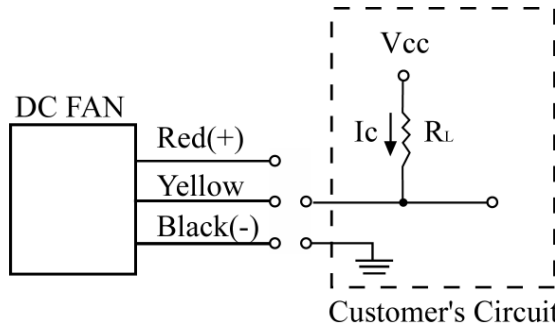 Vcc
DC FAN
Red(+)
Ic
RL
Yellow
Black(-)
Customer's Circuit